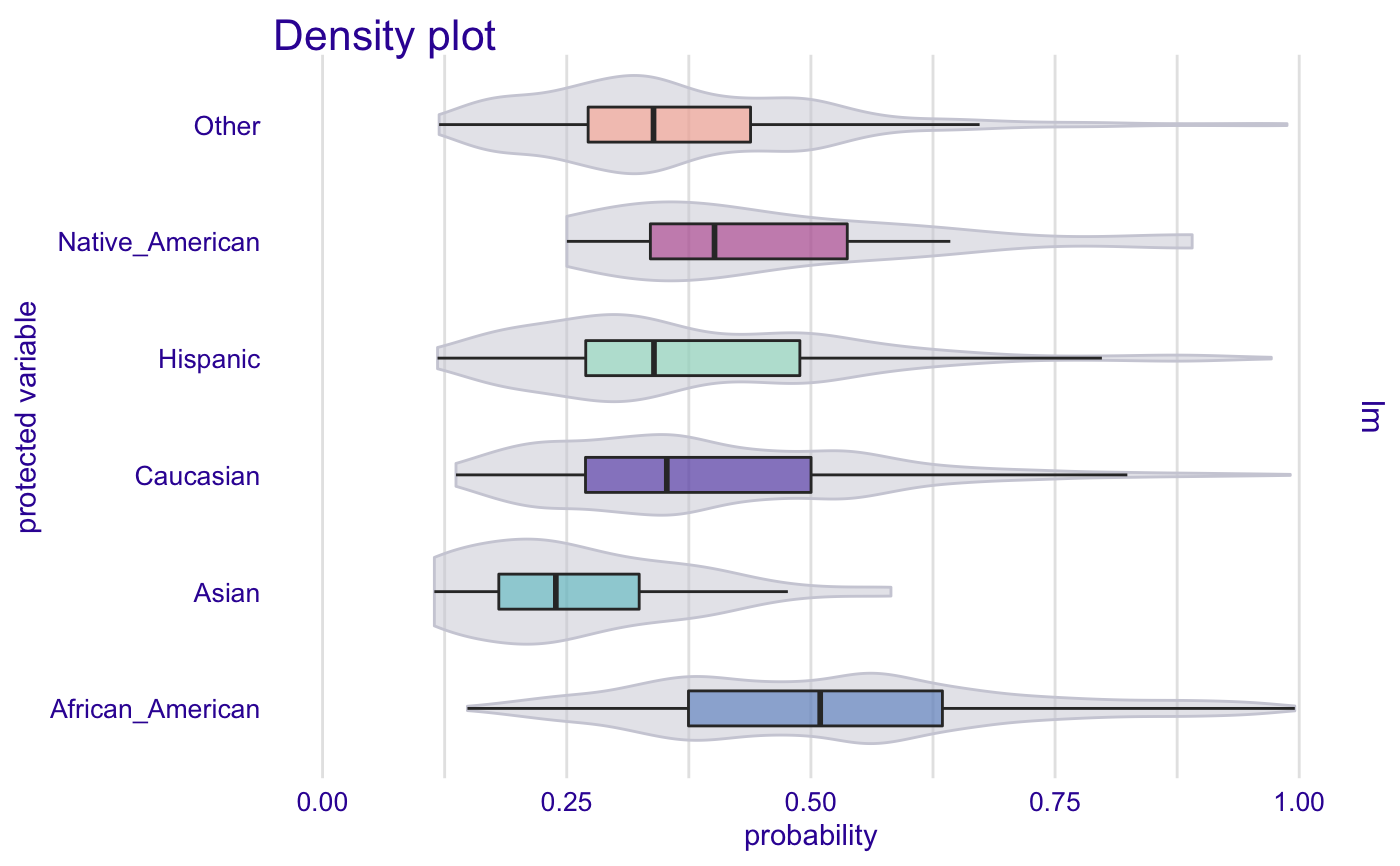 Density plot
Other
Native_American
Hispanic
Caucasian
Asian
African_American
protected variable
lm
0.00 0.25 0.50 0.75 1.00
probability